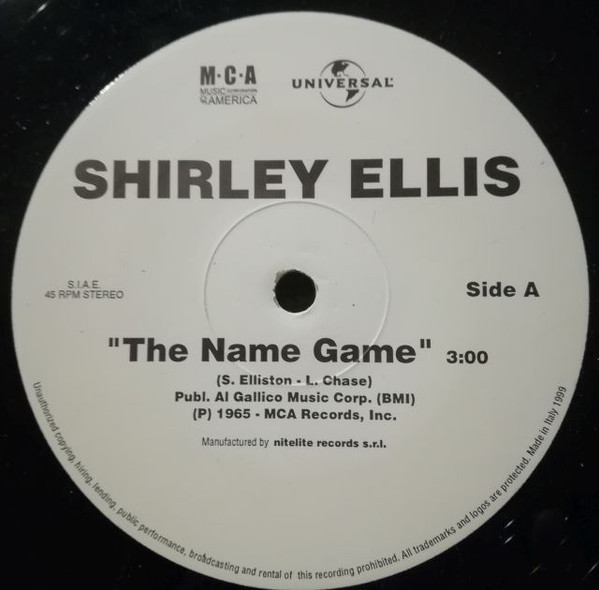 M·C·A
MUSIC CORPORATION
OF AMERICA
UNIVERSAL
SHIRLEY ELLIS
S.I.A.E.
45 RPM STEREO
Side A
"The Name Game" 3:00
(S. Elliston - L. Chase)
Publ. Al Gallico Music Corp. (BMI)
(P) 1965 - MCA Records, Inc.
Manufactured by nitelite records s.r.l.
Unauthorized copying, hiring, lending, public performance, broadcasting and rental of this recording prohibited. All trademarks and logos are protected. Made in Italy 1999